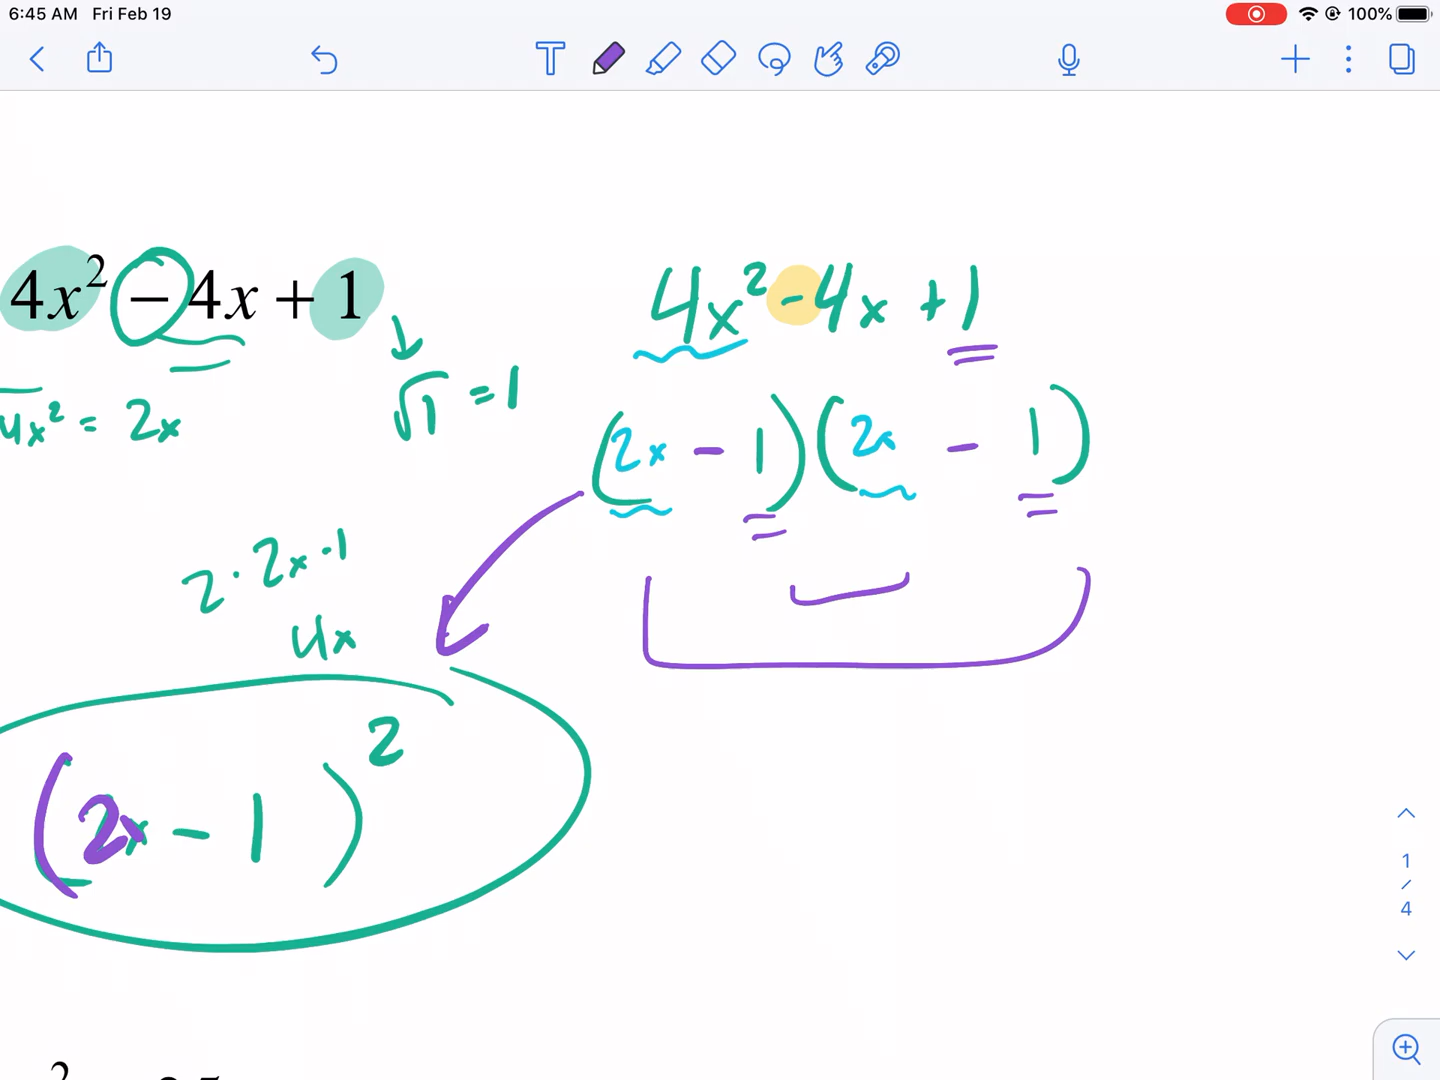 6:45 AM Fri Feb 19
100%
T
4x² − 4x + 1
4x² - 4x + 1
√1 = 1
4x² = 2x
(2x - 1)(2x - 1)
2 · 2x · 1
4x
(2x - 1)²
1
/
4
2